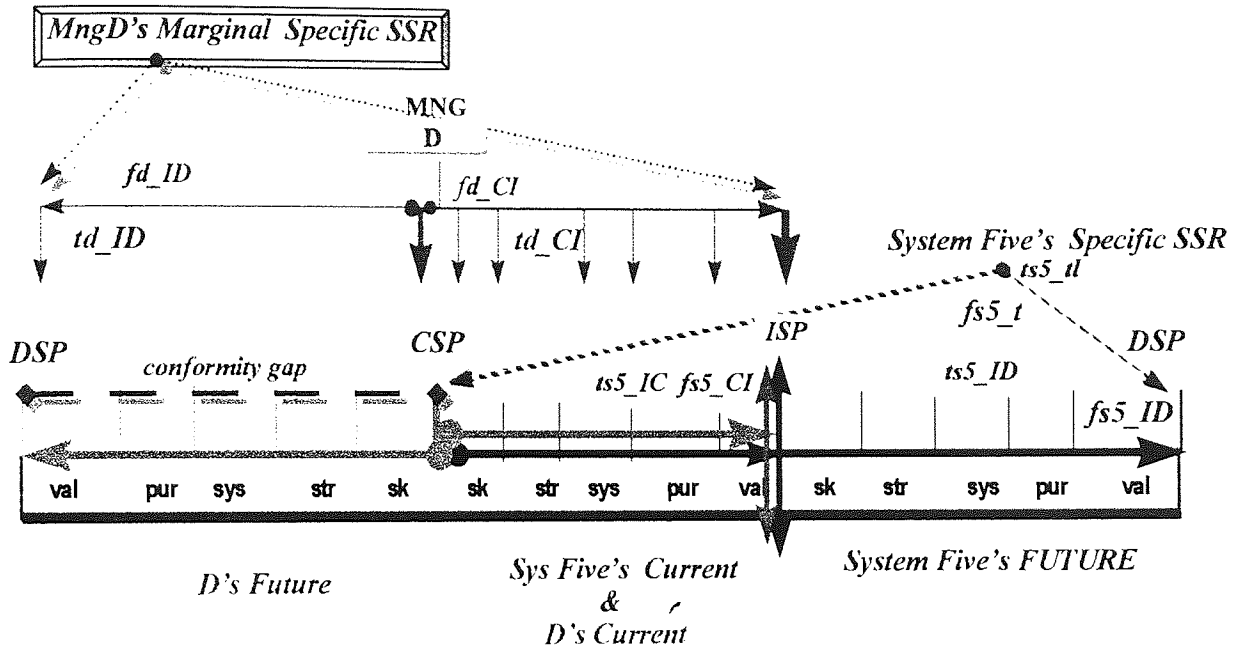 MngD's Marginal Specific SSR
MNG
D
fd_ID
fd_CI
td_ID
td_CI
System Five's Specific SSR
ts5_tl
fs5_t
ISP
DSP
CSP
DSP
conformity gap
ts5_IC fs5_CI
ts5_ID
fs5_ID
val pur sys str sk sk str sys pur val sk str sys pur val
D's Future
Sys Five's Current
&
D's Current
System Five's FUTURE